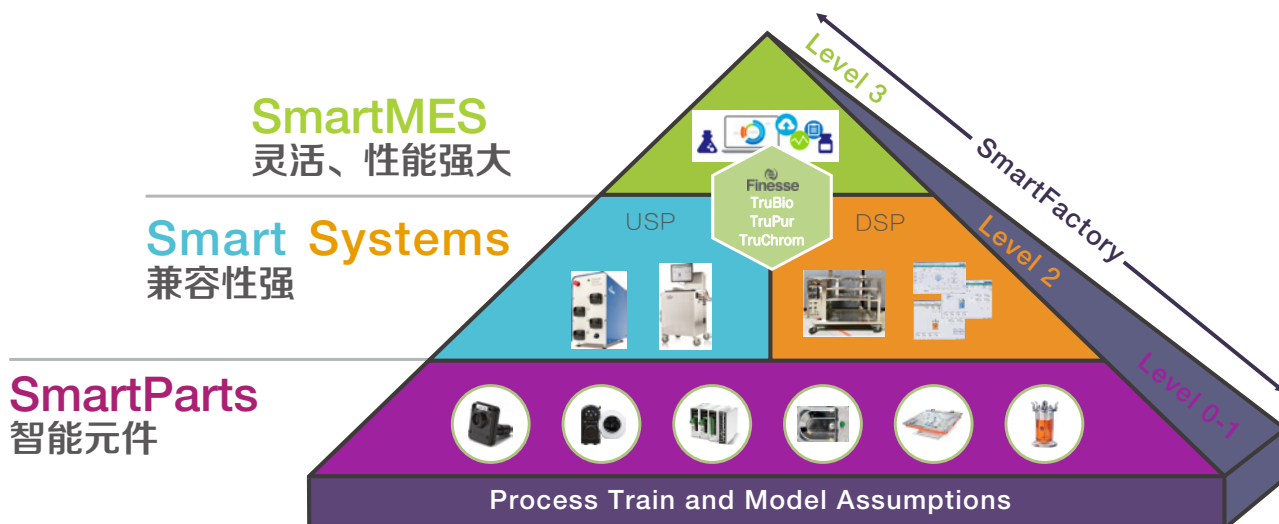 SmartMES
灵活、性能强大
Smart Systems
兼容性强
SmartParts
智能元件
Level 3
SmartFactory
Level 2
Level 0-1
Finesse
TruBio
TruPur
TruChrom
USP
DSP
Process Train and Model Assumptions